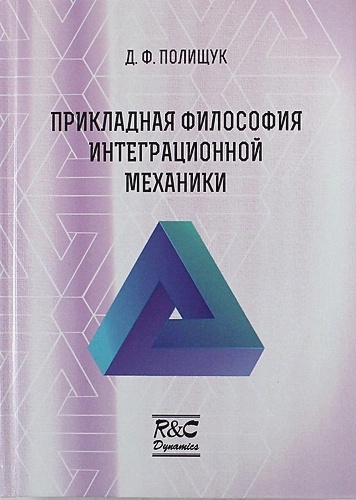 Д. Ф. ПОЛИЩУК
ПРИКЛАДНАЯ ФИЛОСОФИЯ
ИНТЕГРАЦИОННОЙ
МЕХАНИКИ
R&C
Dynamics